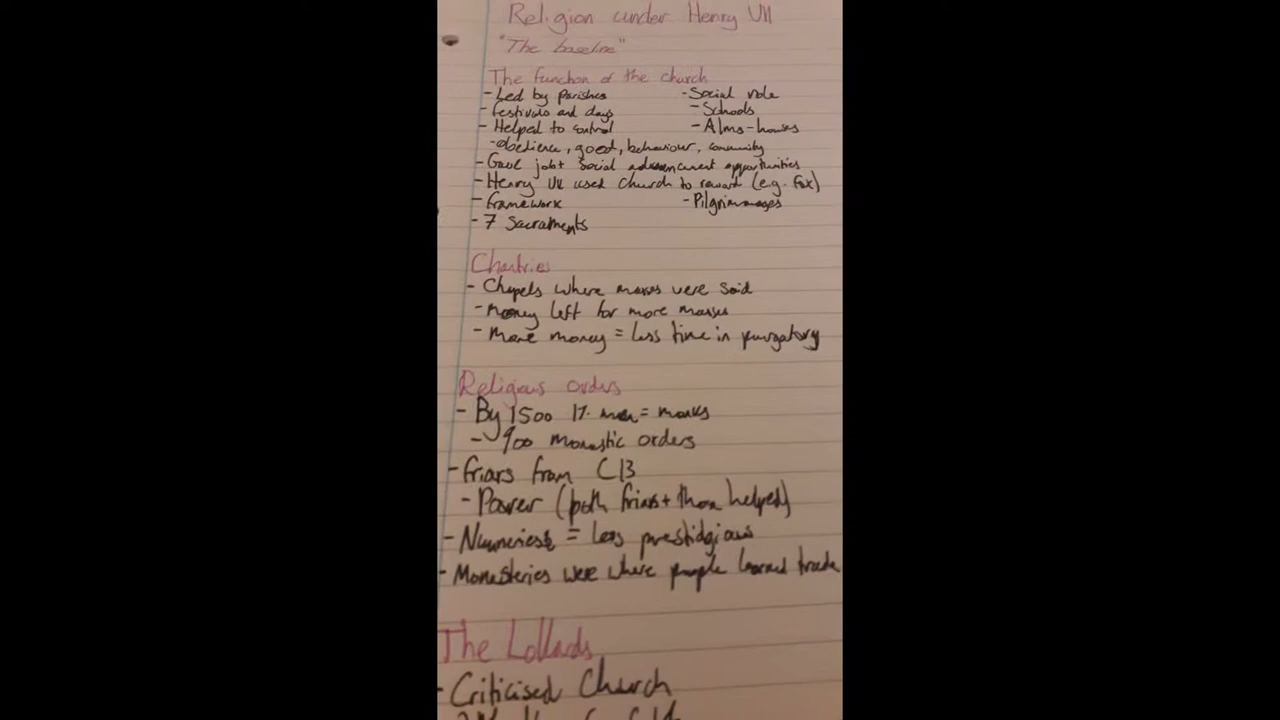 Religion under Henry VII
"The baseline"
The function of the church
- Led by parishes
- Social role
- Festivals and days
- Schools
- Helped to control
- Alms-houses
- obedience, good, behaviour, community
- Gave job + social advancement opportunities
- Henry VII used church to reward (e.g. Fox)
- Framework
- Pilgrimages
- 7 Sacraments
Chantries
- Chapels where masses were said
- money left for more masses
- More money = less time in purgatory
Religious orders
- By 1500 1% men = monks
- 900 monastic orders
- Friars from C13
- Power (both friars + them helped)
- Nunneries = less prestidgious
- Monasteries were where people learned trade
The Lollards
- Criticised Church